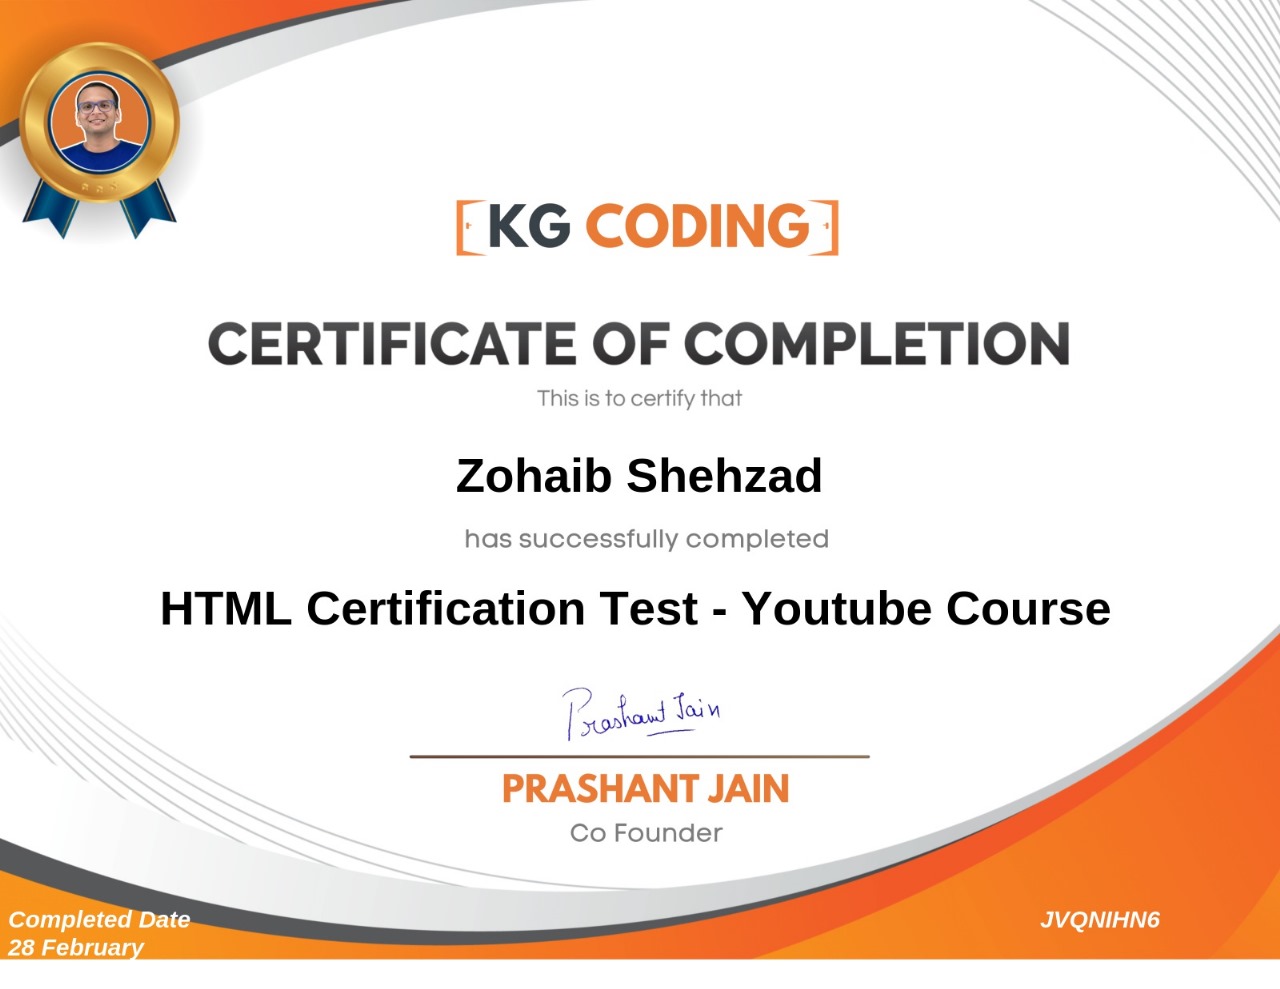 KG CODING
CERTIFICATE OF COMPLETION
This is to certify that
Zohaib Shehzad
has successfully completed
HTML Certification Test - Youtube Course
Prashant Jain
PRASHANT JAIN
Co Founder
Completed Date
28 February
JVQNIHN6